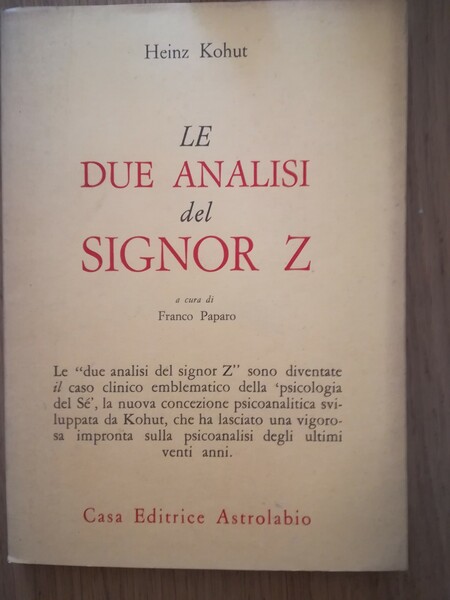 Heinz Kohut
LE
DUE ANALISI
del
SIGNOR Z
a cura di
Franco Paparo
Le “due analisi del signor Z” sono diventate
il caso clinico emblematico della ‘psicologia
del Sé’, la nuova concezione psicoanalitica svi-
luppata da Kohut, che ha lasciato una vigoro-
sa impronta sulla psicoanalisi degli ultimi
venti anni.
Casa Editrice Astrolabio